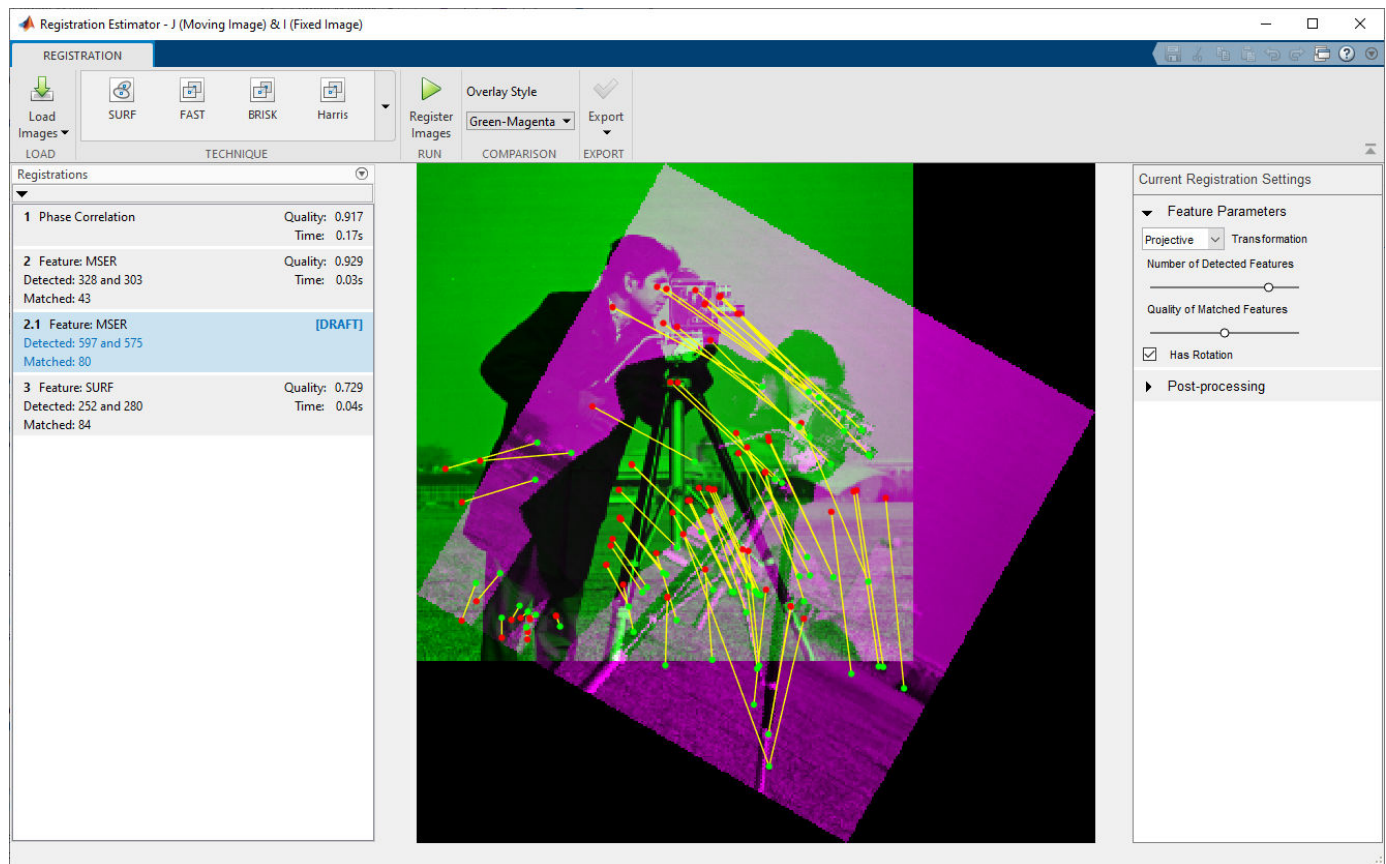 Registration Estimator - J (Moving Image) & I (Fixed Image)
REGISTRATION
Load Images
SURF
FAST
BRISK
Harris
Register Images
Overlay Style
Green-Magenta
Export
LOAD
TECHNIQUE
RUN
COMPARISON
EXPORT
Registrations
1 Phase Correlation
Quality: 0.917
Time: 0.17s
2 Feature: MSER
Quality: 0.929
Detected: 328 and 303
Time: 0.03s
Matched: 43
2.1 Feature: MSER
[DRAFT]
Detected: 597 and 575
Matched: 80
3 Feature: SURF
Quality: 0.729
Detected: 252 and 280
Time: 0.04s
Matched: 84
Current Registration Settings
Feature Parameters
Projective
Transformation
Number of Detected Features
Quality of Matched Features
Has Rotation
Post-processing